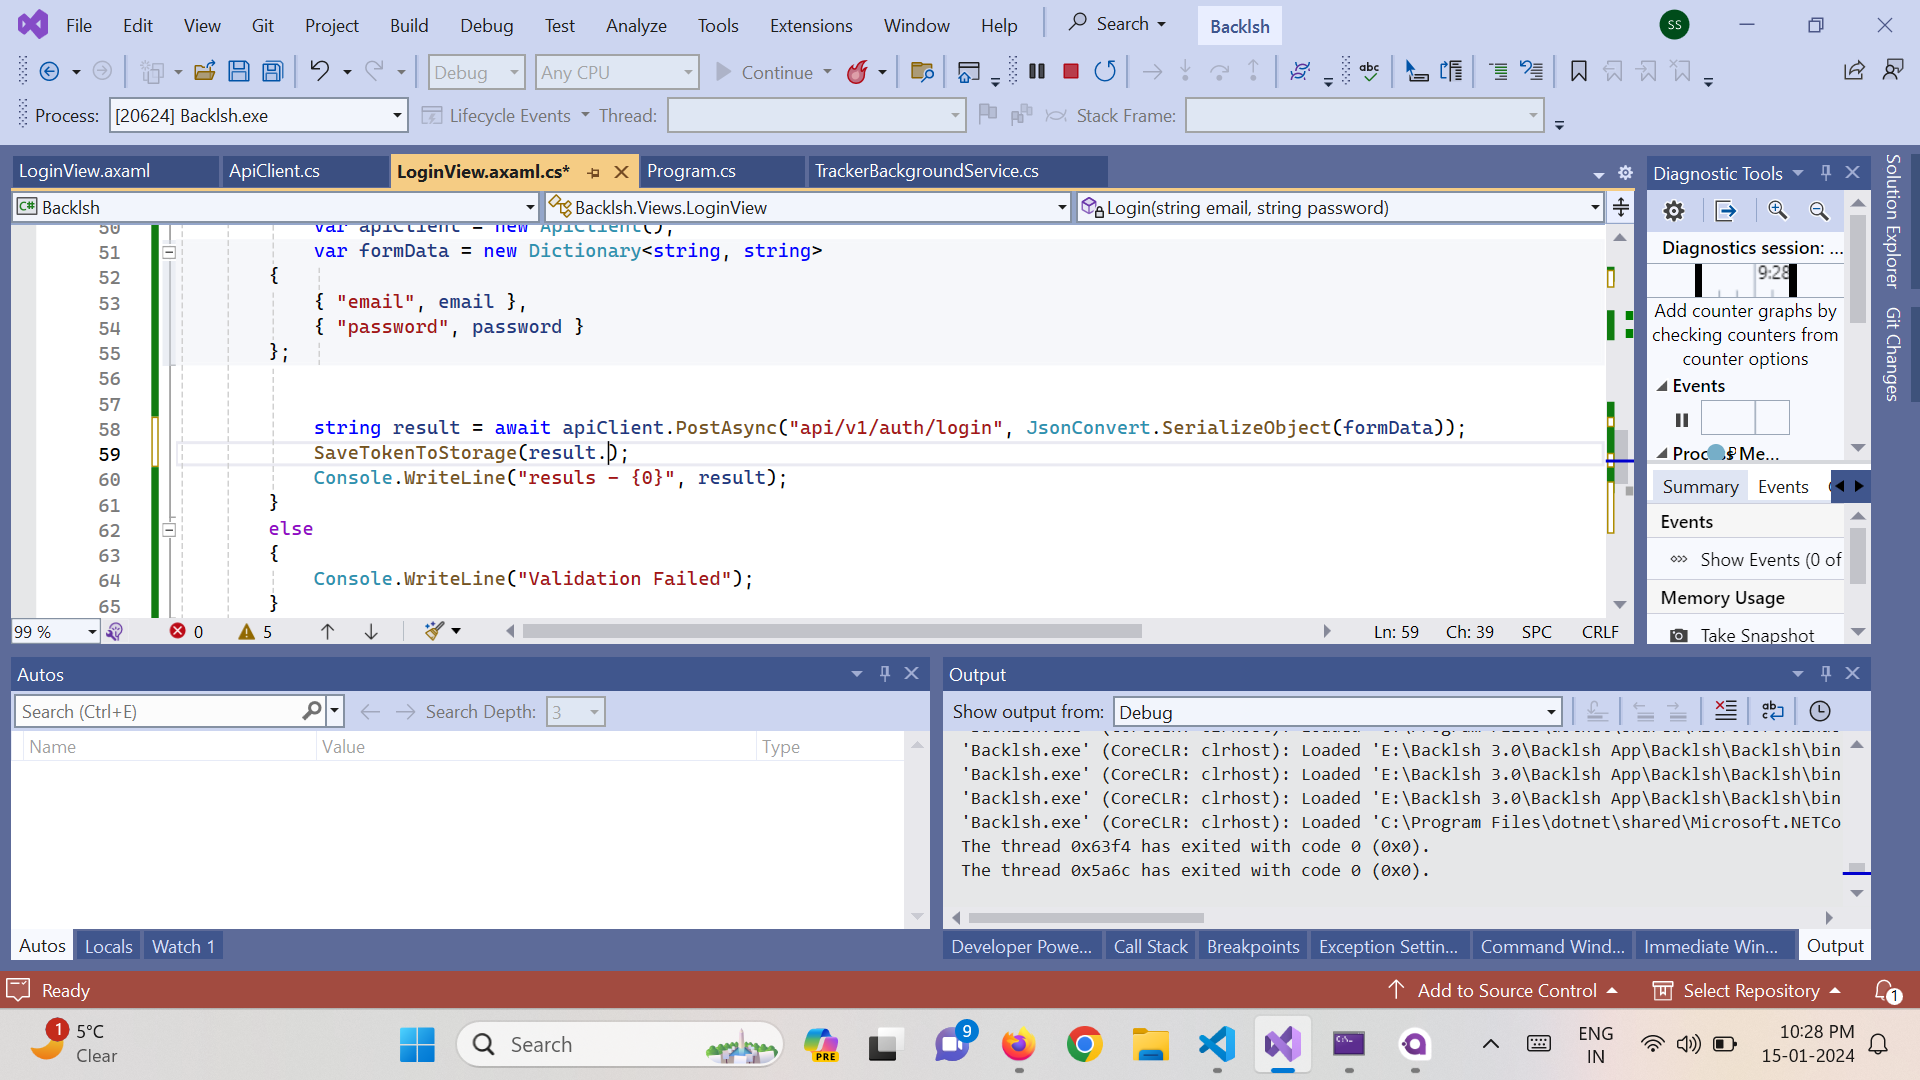 File Edit View Git Project Build Debug Test Analyze Tools Extensions Window Help Search Backlsh SS
Debug Any CPU Continue abc
Process: [20624] Backlsh.exe Lifecycle Events Thread: Stack Frame:
LoginView.axaml ApiClient.cs LoginView.axaml.cs* Program.cs TrackerBackgroundService.cs
C# Backlsh Backlsh.Views.LoginView Login(string email, string password)
50 var apiClient = new ApiClient();
51 var formData = new Dictionary<string, string>
52 {
53 { "email", email },
54 { "password", password }
55 };
56
57
58 string result = await apiClient.PostAsync("api/v1/auth/login", JsonConvert.SerializeObject(formData));
59 SaveTokenToStorage(result.);
60 Console.WriteLine("resuls - {0}", result);
61 }
62 else
63 {
64 Console.WriteLine("Validation Failed");
65 }
99 % 0 5 Ln: 59 Ch: 39 SPC CRLF
Diagnostic Tools
Diagnostics session: ...
9:28
Add counter graphs by
checking counters from
counter options
Events
Process Me...
Summary Events
Events
Show Events (0 of
Memory Usage
Take Snapshot
Solution Explorer
Git Changes
Autos
Search (Ctrl+E) Search Depth: 3
Name Value Type
Autos Locals Watch 1
Output
Show output from: Debug
'Backlsh.exe' (CoreCLR: clrhost): Loaded 'E:\Backlsh 3.0\Backlsh App\Backlsh\Backlsh\bin
'Backlsh.exe' (CoreCLR: clrhost): Loaded 'E:\Backlsh 3.0\Backlsh App\Backlsh\Backlsh\bin
'Backlsh.exe' (CoreCLR: clrhost): Loaded 'E:\Backlsh 3.0\Backlsh App\Backlsh\Backlsh\bin
'Backlsh.exe' (CoreCLR: clrhost): Loaded 'C:\Program Files\dotnet\shared\Microsoft.NETCo
The thread 0x63f4 has exited with code 0 (0x0).
The thread 0x5a6c has exited with code 0 (0x0).
Developer Powe... Call Stack Breakpoints Exception Settin... Command Wind... Immediate Win... Output
Ready Add to Source Control Select Repository 1
1 5°C
Clear
Search PRE 9
ENG
IN
10:28 PM
15-01-2024